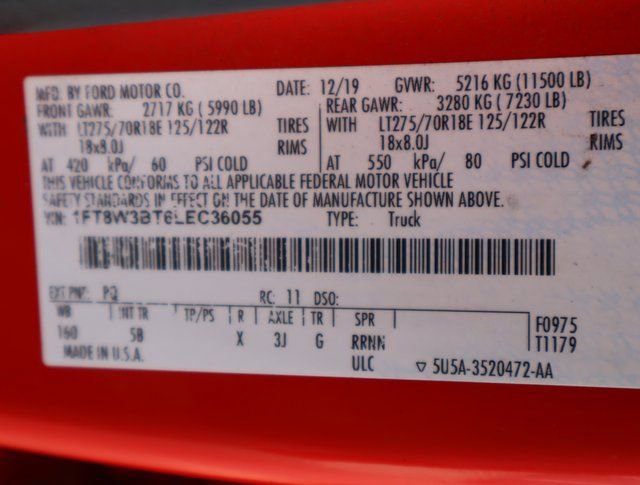 MFD. BY FORD MOTOR CO. DATE: 12/19 GVWR: 5216 KG (11500 LB)
FRONT GAWR: 2717 KG (5990 LB) REAR GAWR: 3280 KG (7230 LB)
WITH LT275/70R18E 125/122R TIRES WITH LT275/70R18E 125/122R TIRES
18x8.0J RIMS 18x8.0J RIMS
AT 420 kPa/ 60 PSI COLD AT 550 kPa/ 80 PSI COLD
THIS VEHICLE CONFORMS TO ALL APPLICABLE FEDERAL MOTOR VEHICLE
SAFETY STANDARDS IN EFFECT ON THE DATE OF MANUFACTURE SHOWN ABOVE.
VIN: 1FT8W3BT6LEC36055 TYPE: Truck
EXT PNT: PQ RC: 11 DSO:
WB INT TR TP/PS R AXLE TR SPR F0975
160 SB X 3J G RRNN T1179
MADE IN U.S.A. ULC ▽ 5U5A-3520472-AA